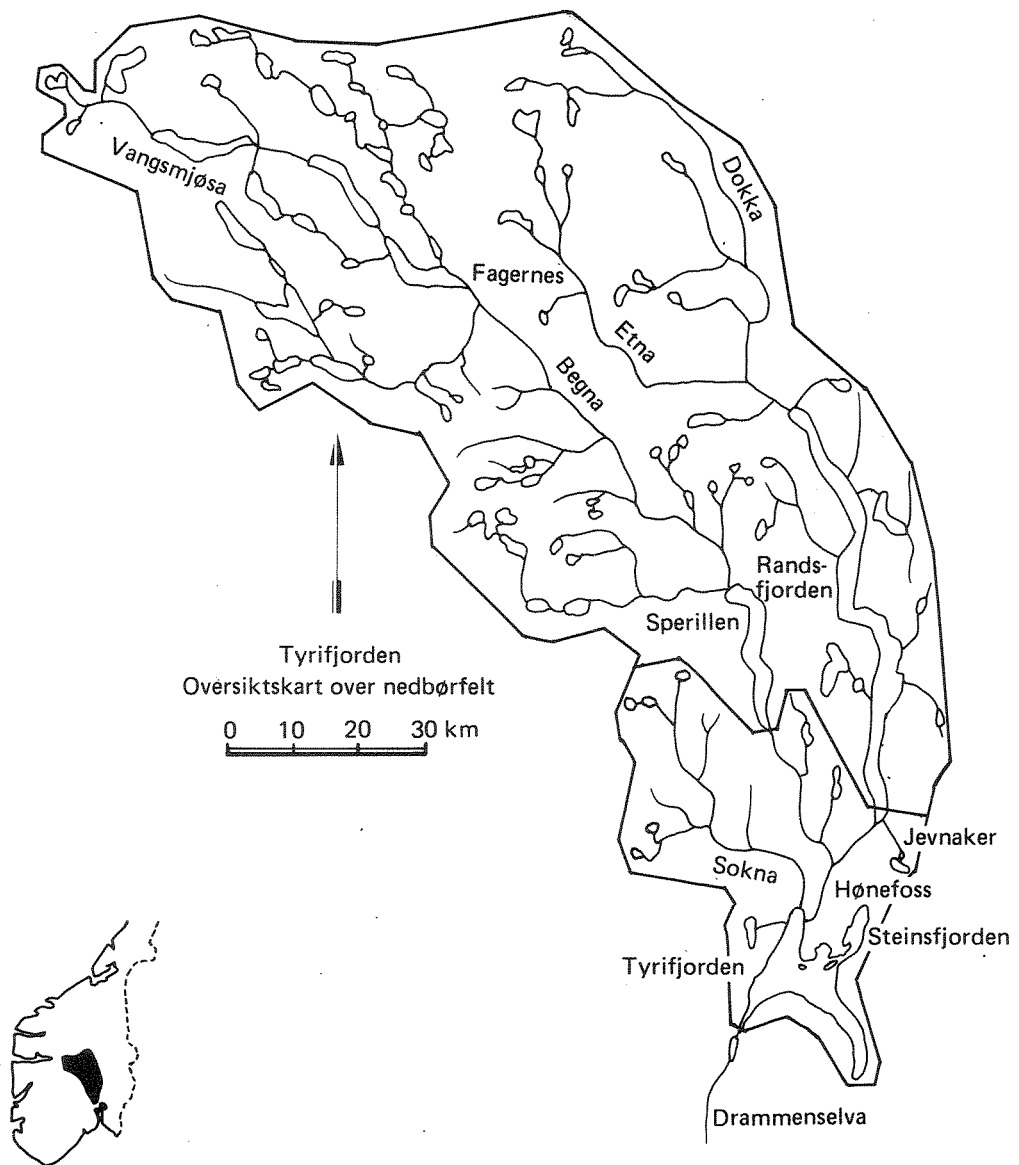 Vangsmjøsa
Dokka
Fagernes
Etna
Begna
Rands-
fjorden
Sperillen
Tyrifjorden
Oversiktskart over nedbørfelt
0 10 20 30 km
Jevnaker
Sokna
Hønefoss
Steinsfjorden
Tyrifjorden
Drammenselva